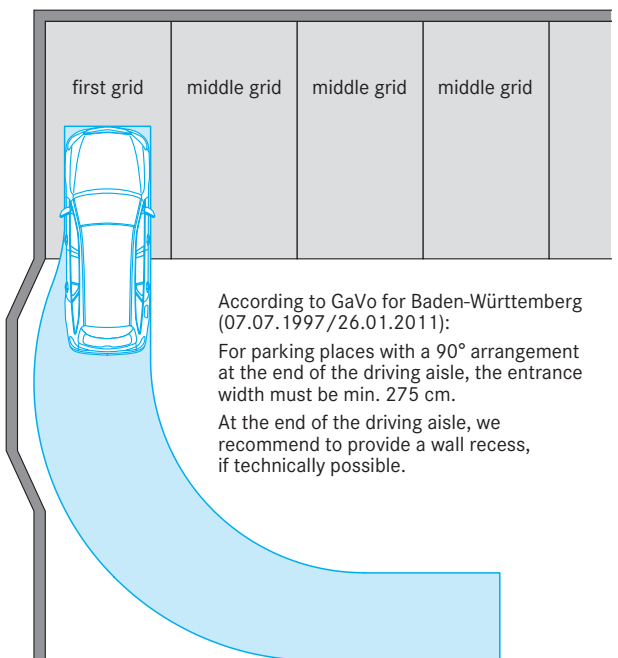 first grid
middle grid
middle grid
middle grid
According to GaVo for Baden-Württemberg
(07.07.1997/26.01.2011):
For parking places with a 90° arrangement
at the end of the driving aisle, the entrance
width must be min. 275 cm.
At the end of the driving aisle, we
recommend to provide a wall recess,
if technically possible.